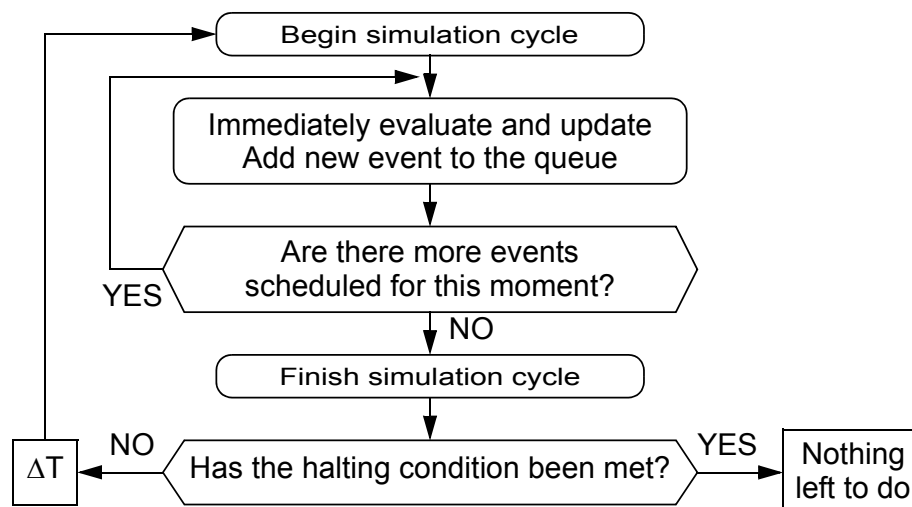 Begin simulation cycle
Immediately evaluate and update
Add new event to the queue
Are there more events
scheduled for this moment?
YES
NO
Finish simulation cycle
NO
YES
ΔT
Has the halting condition been met?
Nothing
left to do